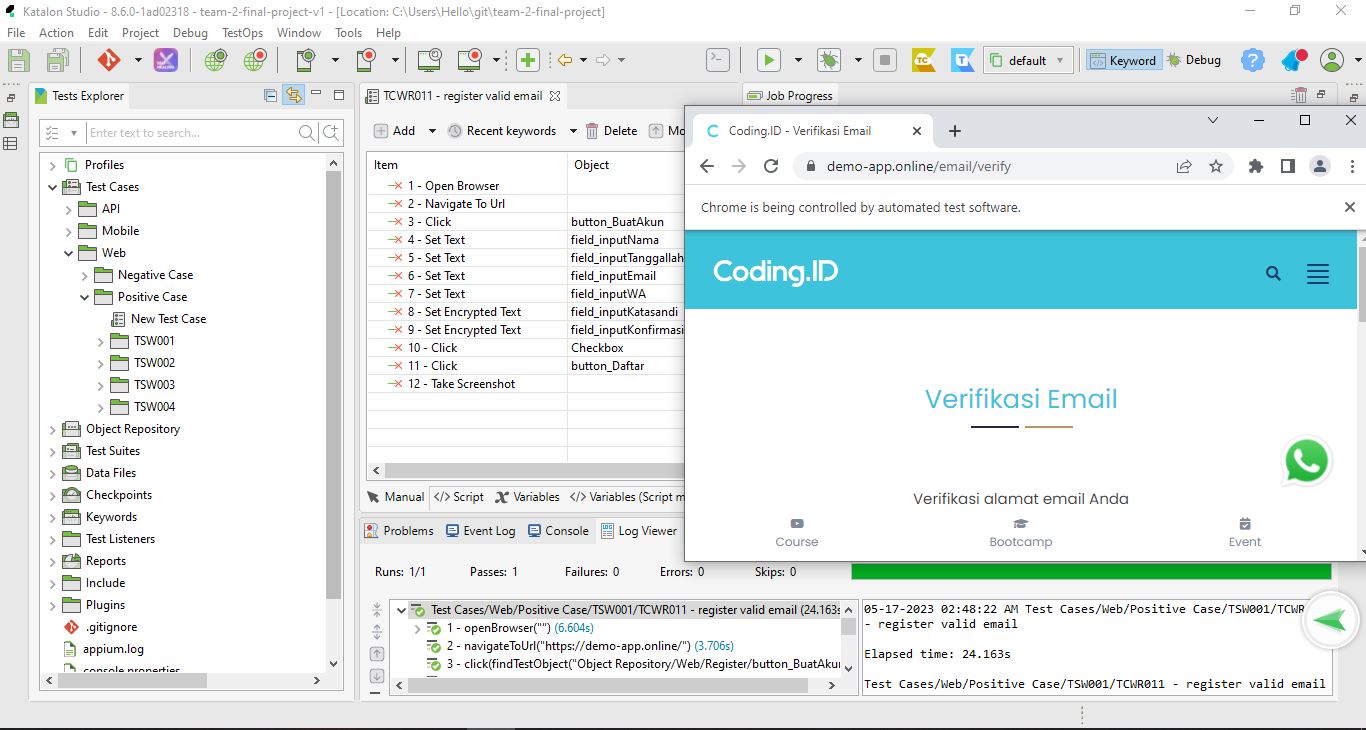 Katalon Studio - 8.6.0-1ad02318 - team-2-final-project-v1 - [Location: C:\Users\Hello\git\team-2-final-project]
File Action Edit Project Debug TestOps Window Tools Help
default Keyword Debug
Tests Explorer
Enter text to search...
Profiles
Test Cases
API
Mobile
Web
Negative Case
Positive Case
New Test Case
TSW001
TSW002
TSW003
TSW004
Object Repository
Test Suites
Data Files
Checkpoints
Keywords
Test Listeners
Reports
Include
Plugins
.gitignore
appium.log
console.properties
TCWR011 - register valid email
Add Recent keywords Delete Mo
Item Object
1 - Open Browser
2 - Navigate To Url
3 - Click button_BuatAkun
4 - Set Text field_inputNama
5 - Set Text field_inputTanggallah
6 - Set Text field_inputEmail
7 - Set Text field_inputWA
8 - Set Encrypted Text field_inputKatasandi
9 - Set Encrypted Text field_inputKonfirmasi
10 - Click Checkbox
11 - Click button_Daftar
12 - Take Screenshot
Manual Script Variables Variables (Script m
Job Progress
Coding.ID - Verifikasi Email
demo-app.online/email/verify
Chrome is being controlled by automated test software.
Coding.ID
Verifikasi Email
Verifikasi alamat email Anda
Course Bootcamp Event
Problems Event Log Console Log Viewer
Runs: 1/1 Passes: 1 Failures: 0 Errors: 0 Skips: 0
Test Cases/Web/Positive Case/TSW001/TCWR011 - register valid email (24.163s
1 - openBrowser("") (6.604s)
2 - navigateToUrl("https://demo-app.online/") (3.706s)
3 - click(findTestObject("Object Repository/Web/Register/button_BuatAkun
05-17-2023 02:48:22 AM Test Cases/Web/Positive Case/TSW001/TCWR
- register valid email
Elapsed time: 24.163s
Test Cases/Web/Positive Case/TSW001/TCWR011 - register valid email